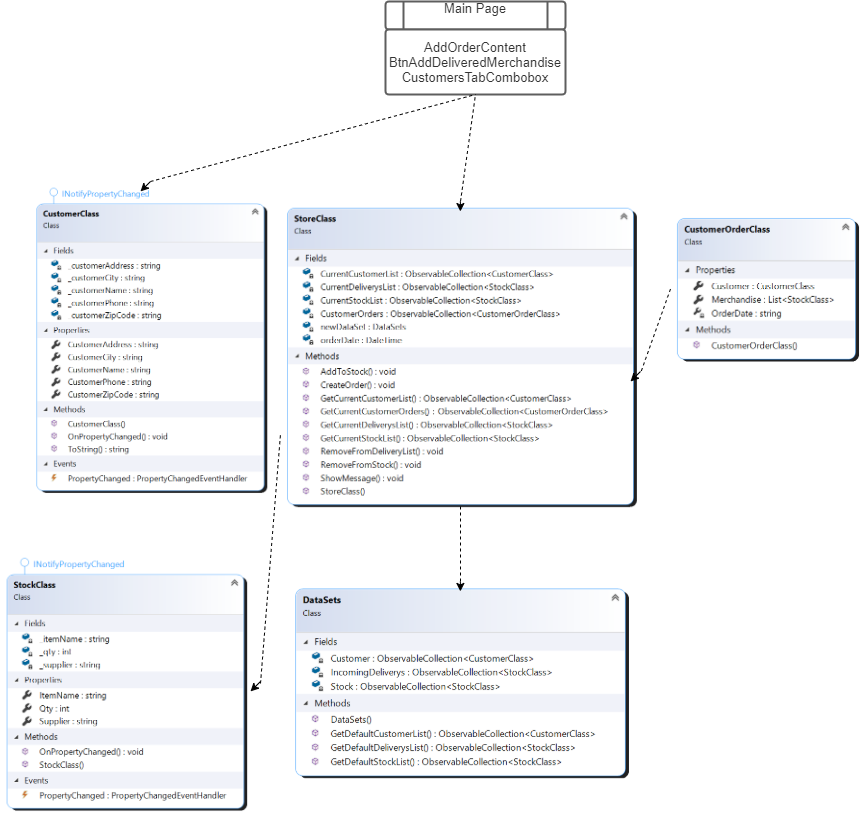 Main Page
AddOrderContent
BtnAddDeliveredMerchandise
CustomersTabCombobox
INotifyPropertyChanged
CustomerClass
Class
Fields
_customerAddress : string
_customerCity : string
_customerName : string
_customerPhone : string
_customerZipCode : string
Properties
CustomerAddress : string
CustomerCity : string
CustomerName : string
CustomerPhone : string
CustomerZipCode : string
Methods
CustomerClass()
OnPropertyChanged() : void
ToString() : string
Events
PropertyChanged : PropertyChangedEventHandler
StoreClass
Class
Fields
CurrentCustomerList : ObservableCollection<CustomerClass>
CurrentDeliverysList : ObservableCollection<StockClass>
CurrentStockList : ObservableCollection<StockClass>
CustomerOrders : ObservableCollection<CustomerOrderClass>
newDataSet : DataSets
orderDate : DateTime
Methods
AddToStock() : void
CreateOrder() : void
GetCurrentCustomerList() : ObservableCollection<CustomerClass>
GetCurrentCustomerOrders() : ObservableCollection<CustomerOrderClass>
GetCurrentDeliverysList() : ObservableCollection<StockClass>
GetCurrentStockList() : ObservableCollection<StockClass>
RemoveFromDeliveryList() : void
RemoveFromStock() : void
ShowMessage() : void
StoreClass()
CustomerOrderClass
Class
Properties
Customer : CustomerClass
Merchandise : List<StockClass>
OrderDate : string
Methods
CustomerOrderClass()
INotifyPropertyChanged
StockClass
Class
Fields
_itemName : string
_qty : int
_supplier : string
Properties
ItemName : string
Qty : int
Supplier : string
Methods
OnPropertyChanged() : void
StockClass()
Events
PropertyChanged : PropertyChangedEventHandler
DataSets
Class
Fields
Customer : ObservableCollection<CustomerClass>
IncomingDeliverys : ObservableCollection<StockClass>
Stock : ObservableCollection<StockClass>
Methods
DataSets()
GetDefaultCustomerList() : ObservableCollection<CustomerClass>
GetDefaultDeliverysList() : ObservableCollection<StockClass>
GetDefaultStockList() : ObservableCollection<StockClass>